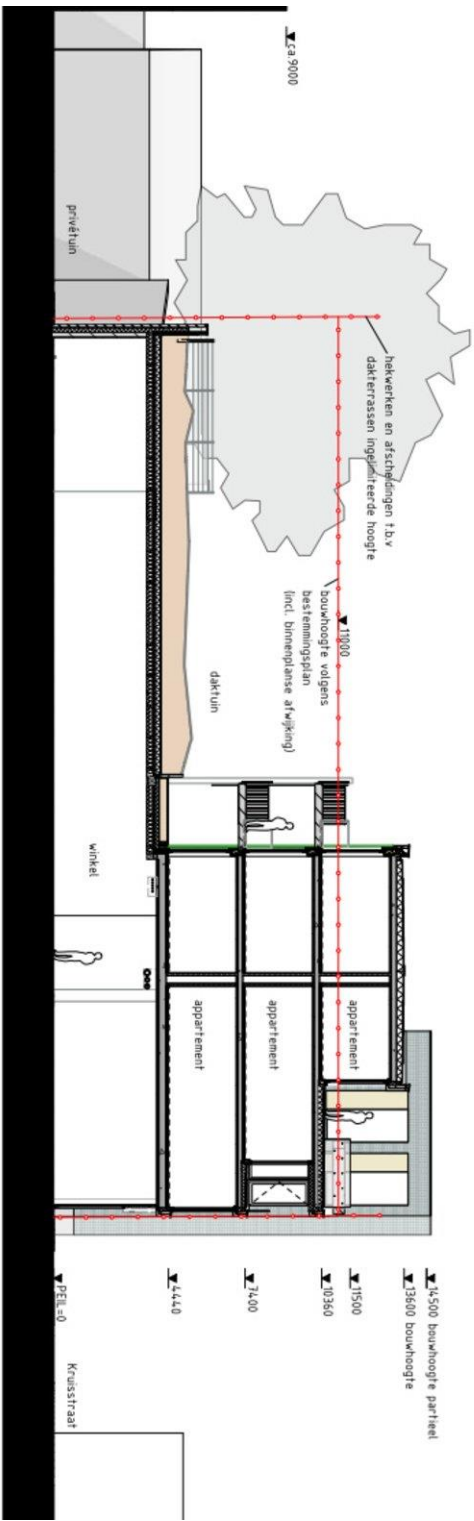 ca.9000
privétuin
hekwerken en afscheidingen t.b.v
dakterrassen ingelimiteerde hoogte
11000
bouwhoogte volgens
bestemmingsplan
(incl. binnenplanse afwijking)
daktuin
winkel
appartement
appartement
appartement
14500 bouwhoogte partieel
13600 bouwhoogte
11500
10360
7400
4440
PEIL=0
Kruisstraat